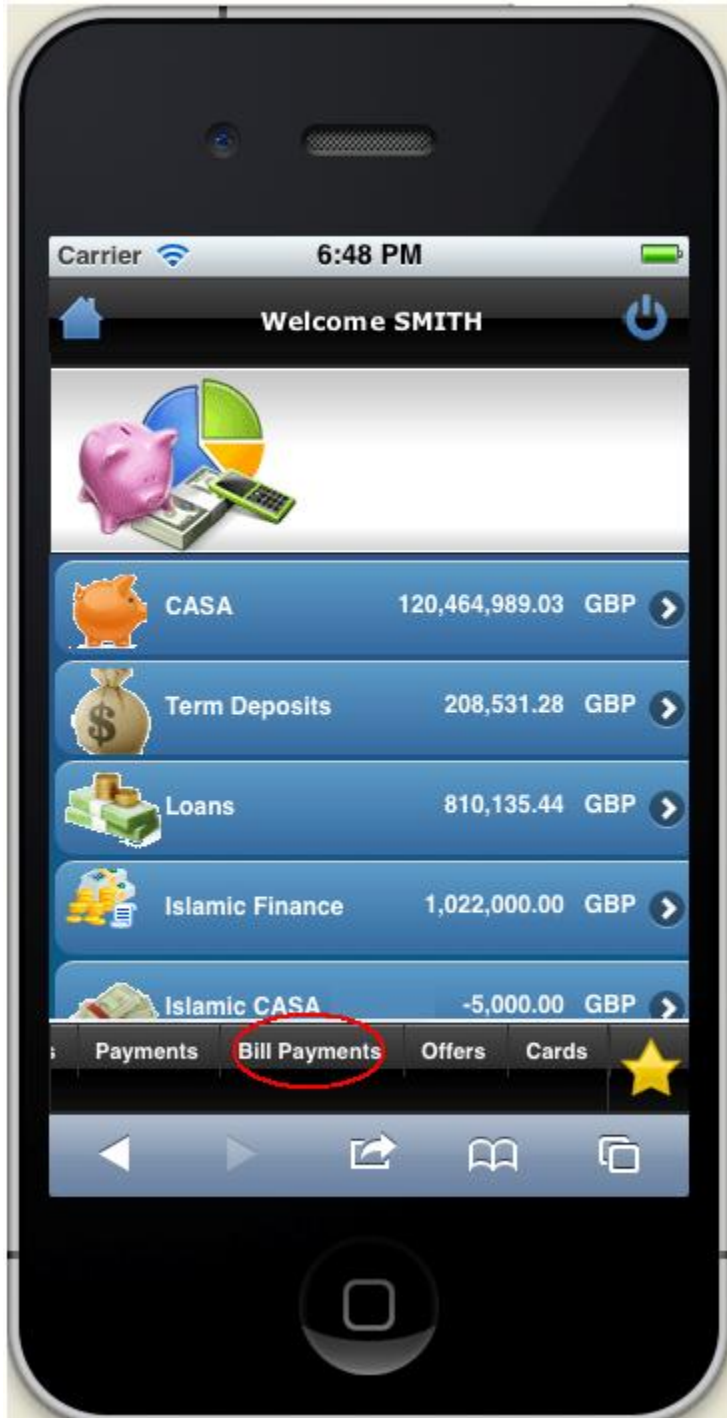 Carrier 6:48 PM
Welcome SMITH
CASA 120,464,989.03 GBP
$
Term Deposits 208,531.28 GBP
Loans 810,135.44 GBP
Islamic Finance 1,022,000.00 GBP
Islamic CASA -5,000.00 GBP
s Payments Bill Payments Offers Cards